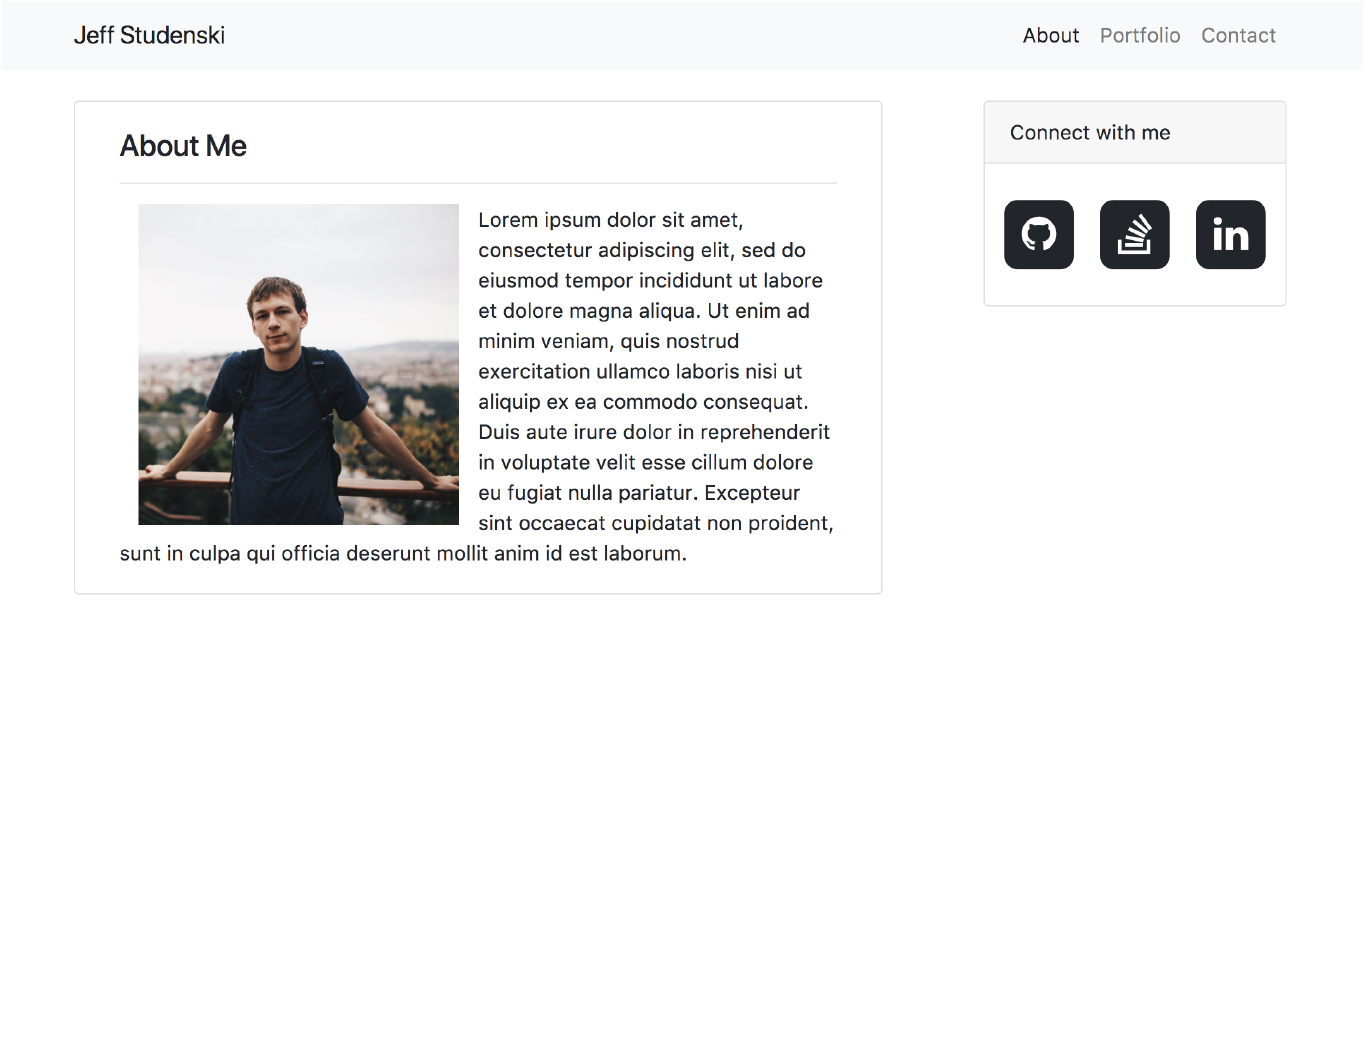 Jeff Studenski
About Portfolio Contact
About Me
Lorem ipsum dolor sit amet,
consectetur adipiscing elit, sed do
eiusmod tempor incididunt ut labore
et dolore magna aliqua. Ut enim ad
minim veniam, quis nostrud
exercitation ullamco laboris nisi ut
aliquip ex ea commodo consequat.
Duis aute irure dolor in reprehenderit
in voluptate velit esse cillum dolore
eu fugiat nulla pariatur. Excepteur
sint occaecat cupidatat non proident,
sunt in culpa qui officia deserunt mollit anim id est laborum.
Connect with me
in